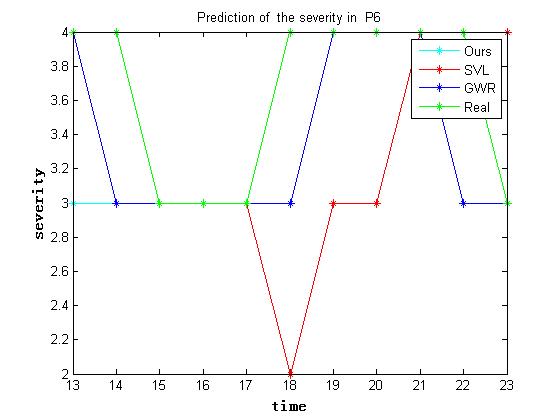 Prediction of the severity in P6
4
3.8
3.6
3.4
3.2
3
2.8
2.6
2.4
2.2
2
severity
Ours
SVL
GWR
Real
13 14 15 16 17 18 19 20 21 22 23
time